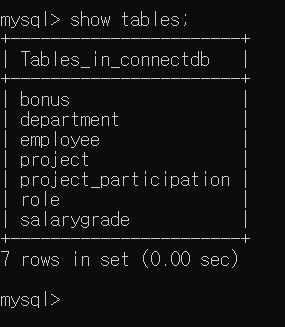 mysql> show tables;
+----------------------+
| Tables_in_connectdb   |
+----------------------+
| bonus                 |
| department            |
| employee              |
| project               |
| project_participation |
| role                  |
| salarygrade           |
+----------------------+
7 rows in set (0.00 sec)
mysql>